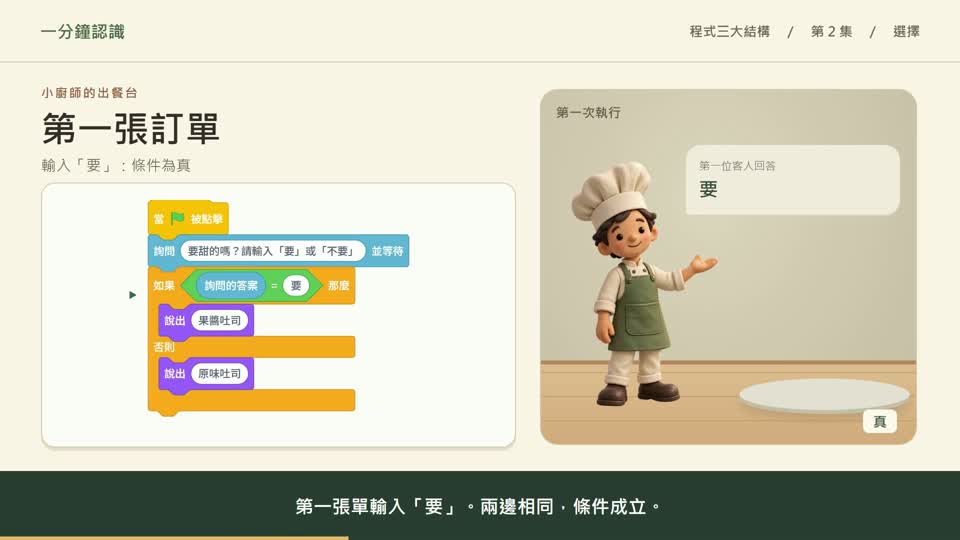 一分鐘認識
程式三大結構 / 第 2 集 / 選擇
小廚師的出餐台
第一張訂單
輸入「要」：條件為真
當 被點擊
詢問 要甜的嗎？請輸入「要」或「不要」 並等待
如果 詢問的答案 = 要 那麼
說出 果醬吐司
否則
說出 原味吐司
第一次執行
第一位客人回答
要
真
第一張單輸入「要」。兩邊相同，條件成立。